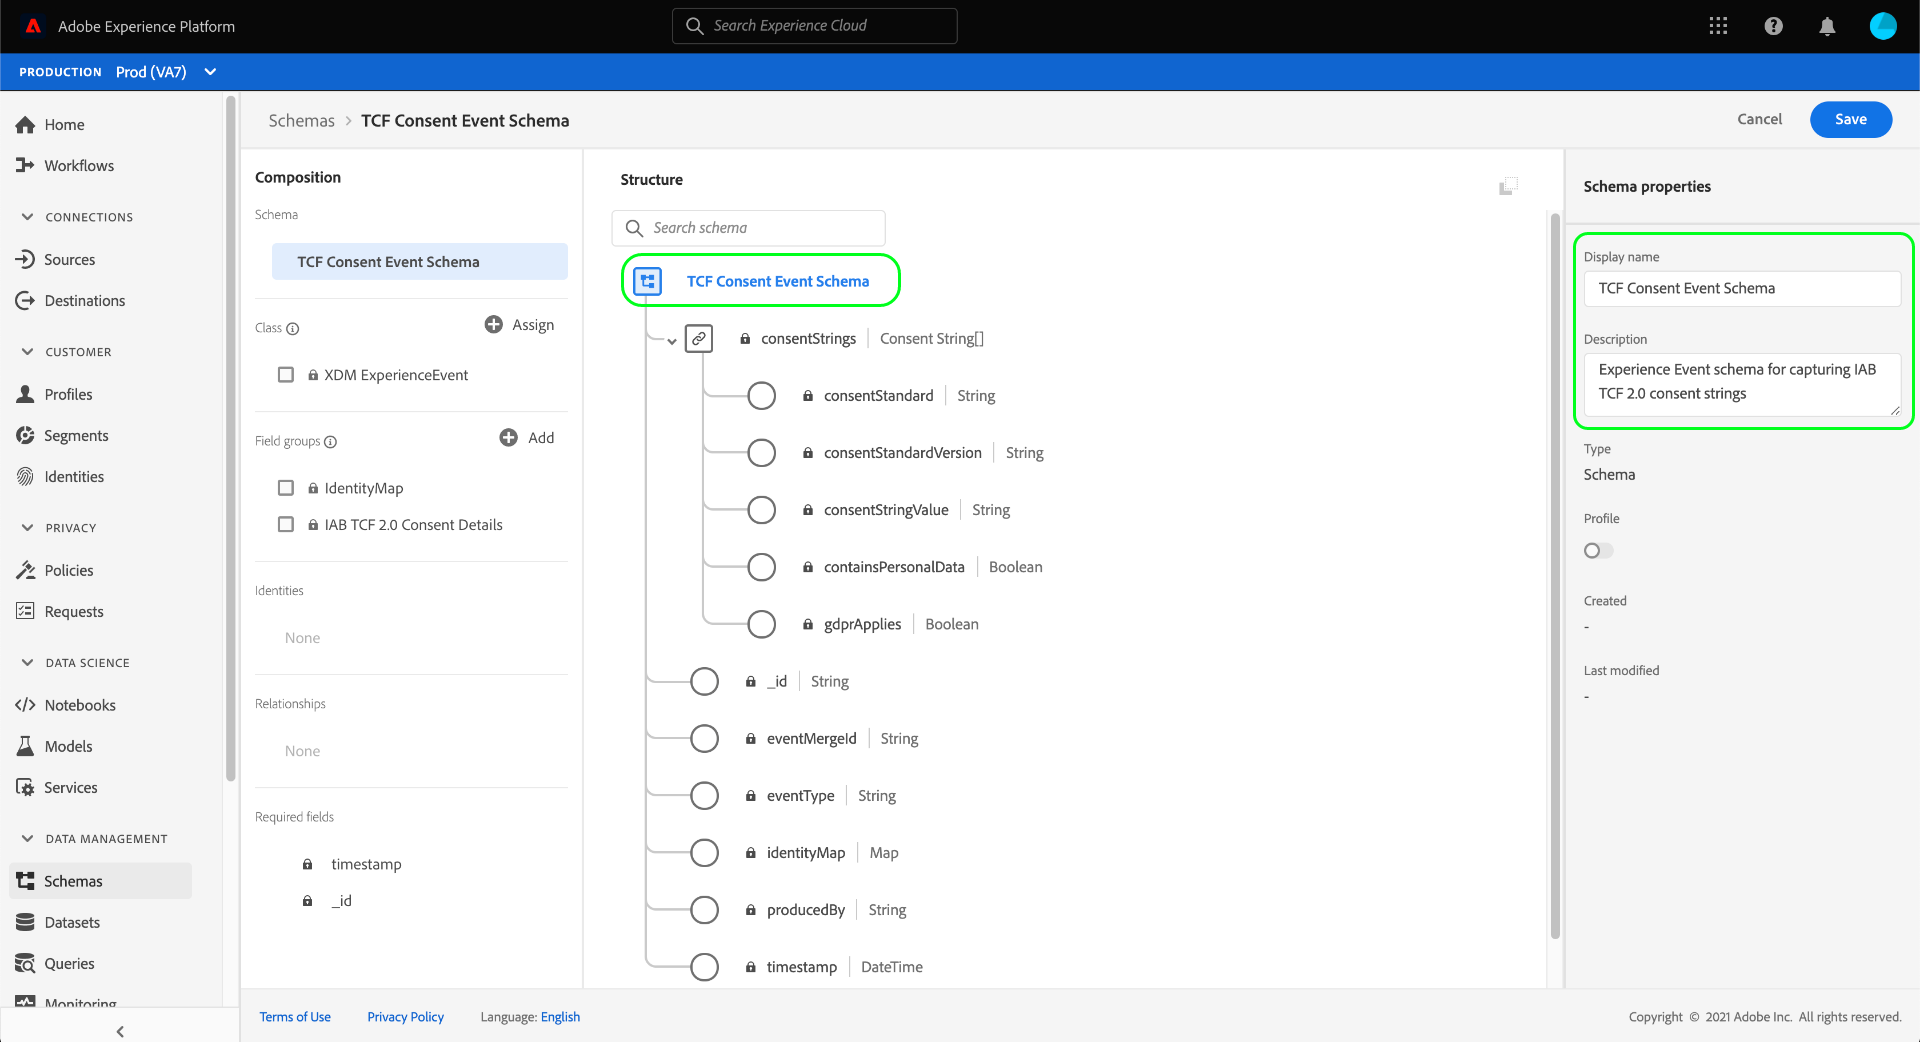 Adobe Experience Platform
Search Experience Cloud
PRODUCTION Prod (VA7)
Home
Workflows
CONNECTIONS
Sources
Destinations
CUSTOMER
Profiles
Segments
Identities
PRIVACY
Policies
Requests
DATA SCIENCE
Notebooks
Models
Services
DATA MANAGEMENT
Schemas
Datasets
Queries
Monitoring
Schemas > TCF Consent Event Schema
Cancel
Save
Composition
Schema
TCF Consent Event Schema
Class
Assign
XDM ExperienceEvent
Field groups
Add
IdentityMap
IAB TCF 2.0 Consent Details
Identities
None
Relationships
None
Required fields
timestamp
_id
Structure
Search schema
TCF Consent Event Schema
consentStrings | Consent String[]
consentStandard | String
consentStandardVersion | String
consentStringValue | String
containsPersonalData | Boolean
gdprApplies | Boolean
_id | String
eventMergeId | String
eventType | String
identityMap | Map
producedBy | String
timestamp | DateTime
Schema properties
Display name
TCF Consent Event Schema
Description
Experience Event schema for capturing IAB
TCF 2.0 consent strings
Type
Schema
Profile
Created
-
Last modified
-
Terms of Use Privacy Policy Language: English
Copyright © 2021 Adobe Inc. All rights reserved.